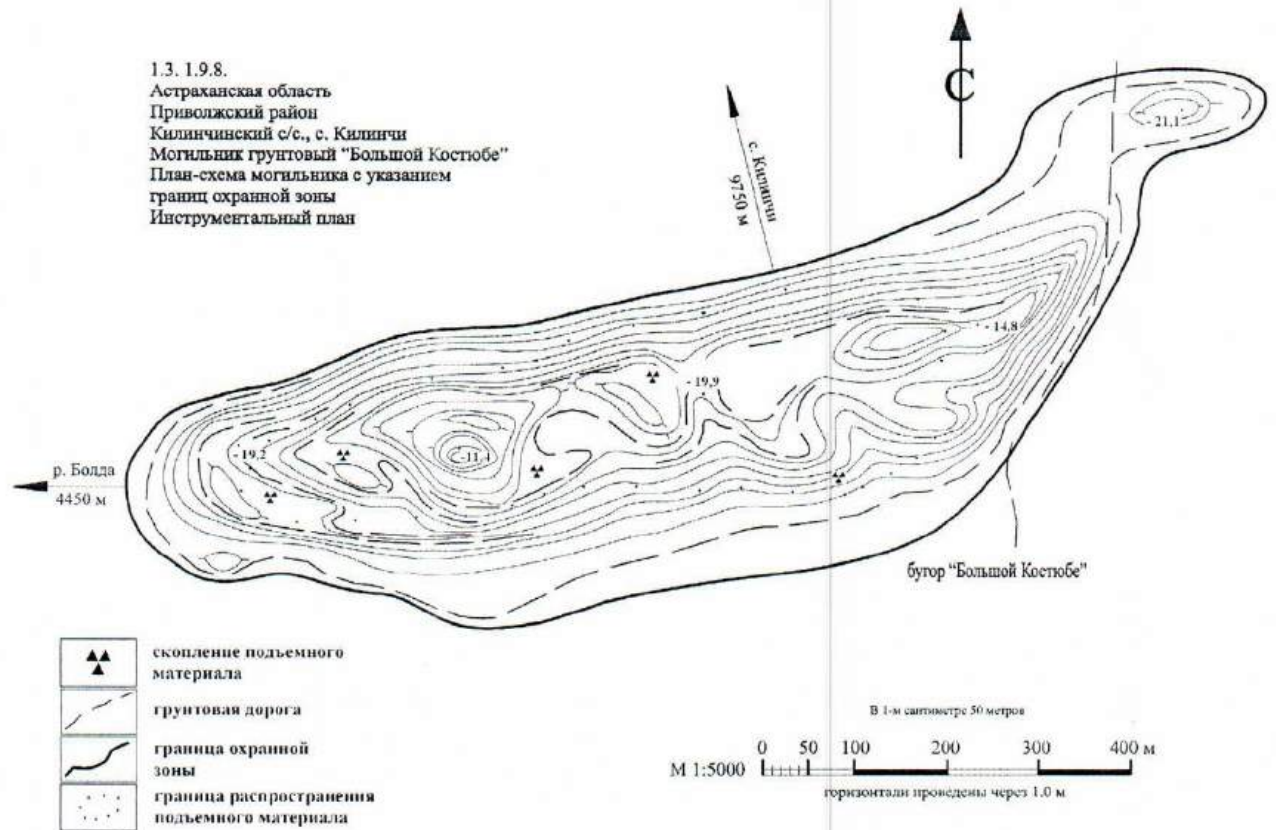 1.3. 1.9.8.
Астраханская область
Приволжский район
Килинчинский с/с., с. Килинчи
Могильник грунтовый "Большой Костюбе"
План-схема могильника с указанием
границ охранной зоны
Инструментальный план
С
с. Килинчи
9750 м
- 21,1
- 14,8
- 19,9
- 19,2
-11,4
р. Болда
4450 м
бугор "Большой Костюбе"
скопление подъемного
материала
грунтовая дорога
граница охранной
зоны
граница распространения
подъемного материала
В 1-м сантиметре 50 метров
0 50 100 200 300 400 м
М 1:5000
горизонтали проведены через 1.0 м